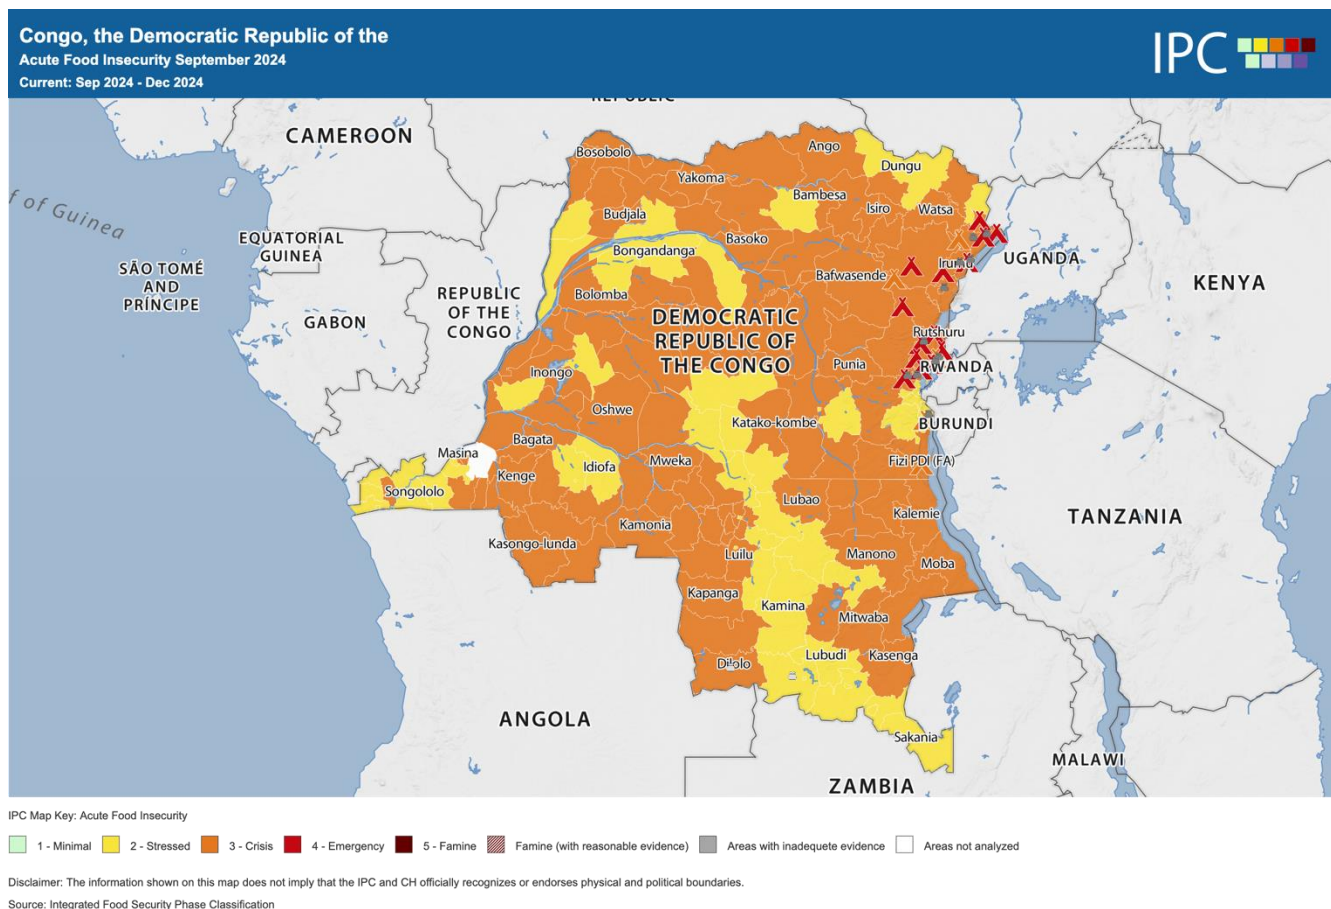 Congo, the Democratic Republic of the
Acute Food Insecurity September 2024
Current: Sep 2024 - Dec 2024
IPC
REPUBLIC
CAMEROON
Bosobolo
Ango
Dungu
Yakoma
Bambesa
f of Guinea
Budjala
Isiro
Watsa
EQUATORIAL
GUINEA
Basoko
Bongandanga
UGANDA
SÃO TOMÉ
AND
PRÍNCIPE
Irumu
Bafwasende
KENYA
REPUBLIC
OF THE
CONGO
Bolomba
GABON
DEMOCRATIC
REPUBLIC OF
THE CONGO
Rutshuru
Punia
RWANDA
Inongo
Oshwe
Katako-kombe
BURUNDI
Bagata
Masina
Kenge
Idiofa
Mweka
Fizi PDI (FA)
Songololo
Lubao
Kalemie
TANZANIA
Kamonia
Kasongo-lunda
Luilu
Manono
Moba
Kapanga
Kamina
Mitwaba
Dilolo
Lubudi
Kasenga
ANGOLA
Sakania
MALAWI
ZAMBIA
IPC Map Key: Acute Food Insecurity
1 - Minimal 2 - Stressed 3 - Crisis 4 - Emergency 5 - Famine Famine (with reasonable evidence) Areas with inadequete evidence Areas not analyzed
Disclaimer: The information shown on this map does not imply that the IPC and CH officially recognizes or endorses physical and political boundaries.
Source: Integrated Food Security Phase Classification